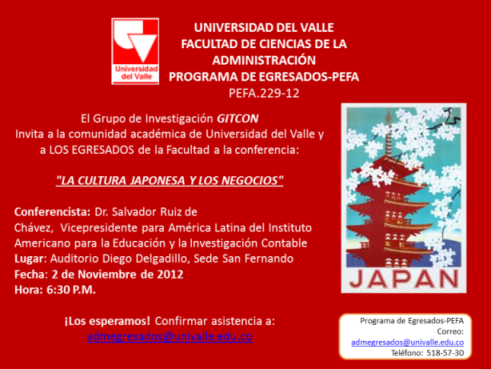 Universidad
del Valle
UNIVERSIDAD DEL VALLE
FACULTAD DE CIENCIAS DE LA
ADMINISTRACIÓN
PROGRAMA DE EGRESADOS-PEFA
PEFA.229-12
El Grupo de Investigación GITCON
Invita a la comunidad académica de Universidad del Valle y
a LOS EGRESADOS de la Facultad a la conferencia:
"LA CULTURA JAPONESA Y LOS NEGOCIOS"
Conferencista: Dr. Salvador Ruiz de
Chávez, Vicepresidente para América Latina del Instituto
Americano para la Educación y la Investigación Contable
Lugar: Auditorio Diego Delgadillo, Sede San Fernando
Fecha: 2 de Noviembre de 2012
Hora: 6:30 P.M.
¡Los esperamos! Confirmar asistencia a:
admegresados@univalle.edu.co
JAPAN
Programa de Egresados-PEFA
Correo:
admegresados@univalle.edu.co
Teléfono: 518-57-30